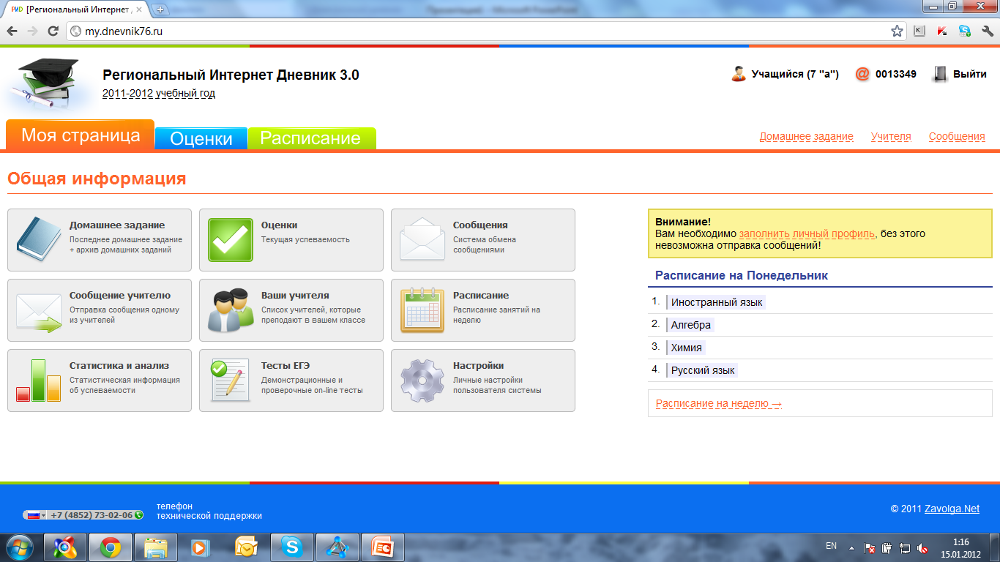 РИД [Региональный Интернет
my.dnevnik76.ru
Региональный Интернет Дневник 3.0
2011-2012 учебный год
Учащийся (7 "а")
0013349
Выйти
Моя страница
Оценки
Расписание
Домашнее задание
Учителя
Сообщения
Общая информация
Домашнее задание
Последнее домашнее задание
+ архив домашних заданий
Оценки
Текущая успеваемость
Сообщения
Система обмена
сообщениями
Сообщение учителю
Отправка сообщения одному
из учителей
Ваши учителя
Список учителей, которые
преподают в вашем классе
Расписание
Расписание занятий на
неделю
Статистика и анализ
Статистическая информация
об успеваемости
Тесты ЕГЭ
Демонстрационные и
проверочные on-line тесты
Настройки
Личные настройки
пользователя системы
Внимание!
Вам необходимо заполнить личный профиль, без этого
невозможна отправка сообщений!
Расписание на Понедельник
1. Иностранный язык
2. Алгебра
3. Химия
4. Русский язык
Расписание на неделю →
+7 (4852) 73-02-06
телефон
технической поддержки
© 2011 Zavolga.Net
EN
1:16
15.01.2012